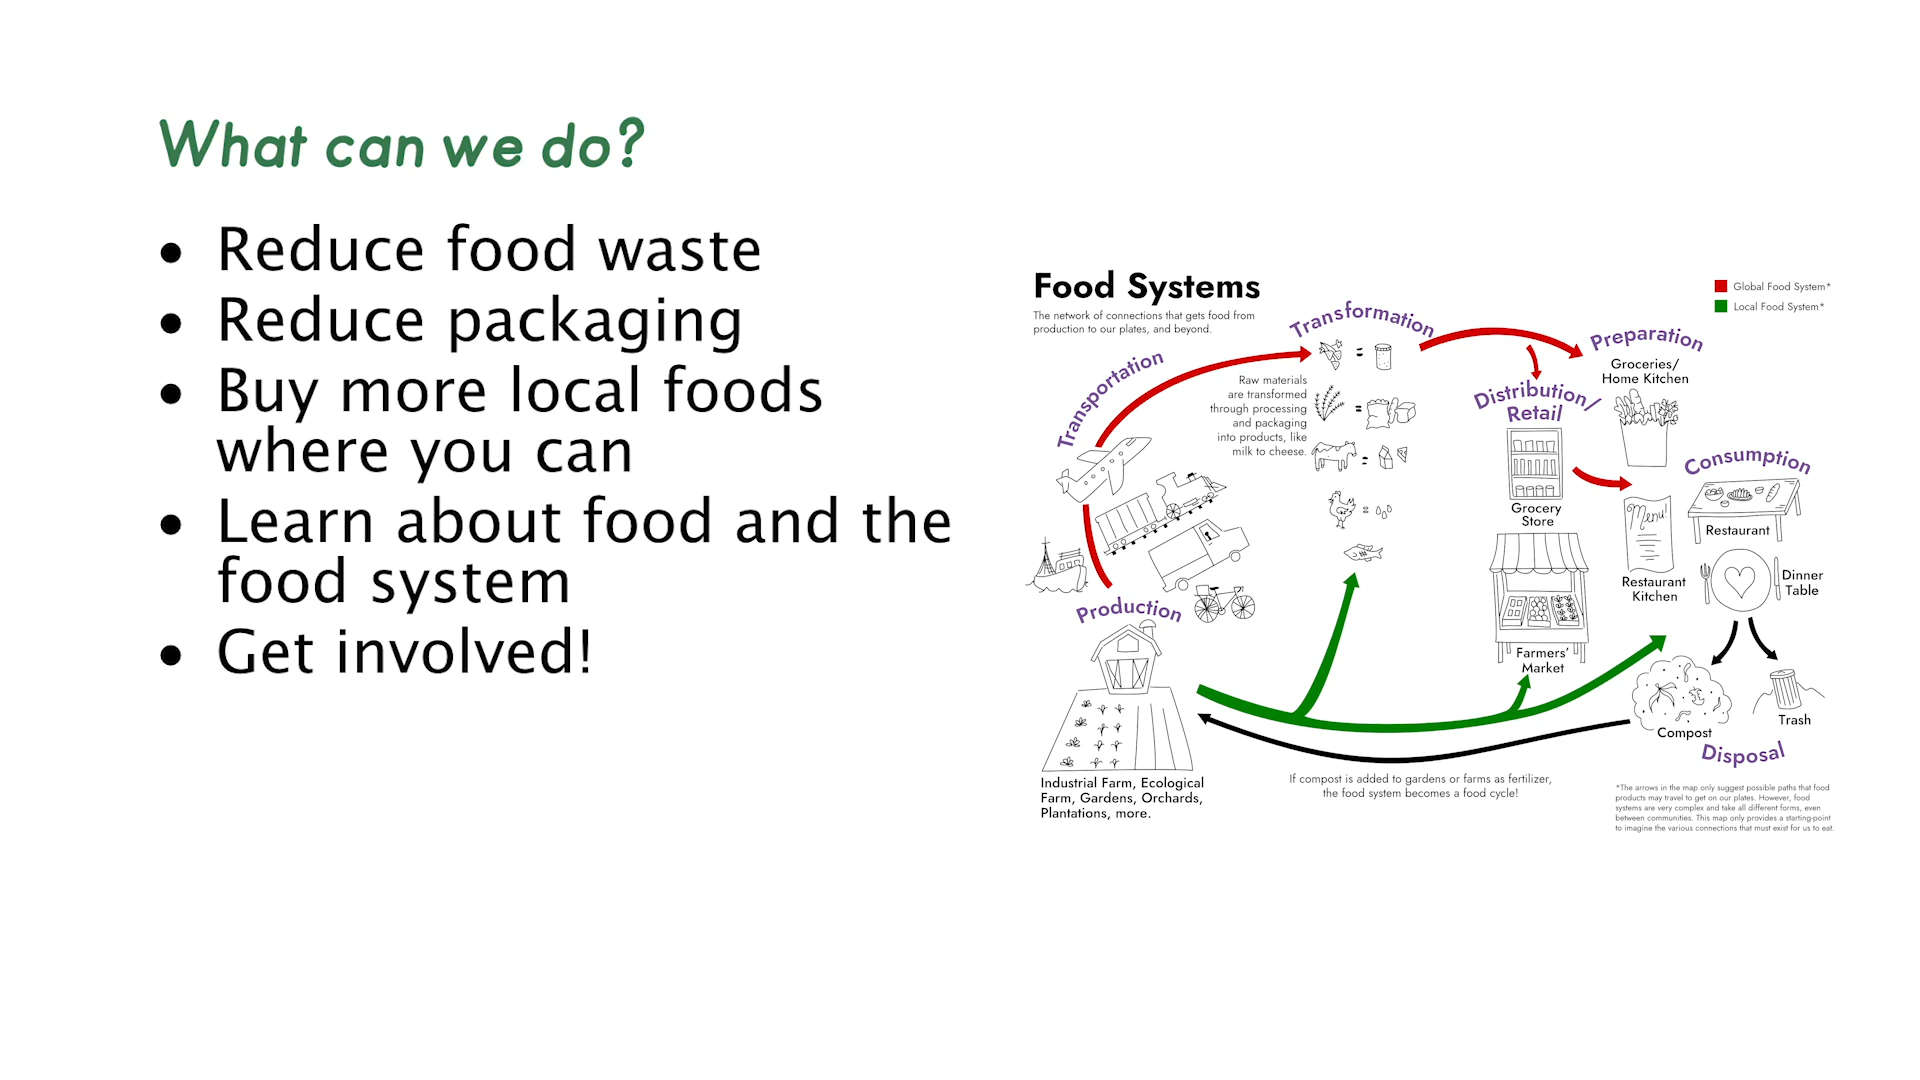 What can we do?
• Reduce food waste
• Reduce packaging
• Buy more local foods
where you can
• Learn about food and the
food system
• Get involved!
Food Systems
The network of connections that gets food from
production to our plates, and beyond.
Global Food System*
Local Food System*
Transportation
Transformation
Raw materials
are transformed
through processing
and packaging
into products, like
milk to cheese.
=
=
=
=
Preparation
Groceries/
Home Kitchen
Distribution/
Retail
Grocery
Store
Farmers'
Market
Consumption
Restaurant
Menu!
Restaurant
Kitchen
Dinner
Table
Production
Industrial Farm, Ecological
Farm, Gardens, Orchards,
Plantations, more.
Compost
Trash
Disposal
If compost is added to gardens or farms as fertilizer,
the food system becomes a food cycle!
*The arrows in the map only suggest possible paths that food
products may travel to get on our plates. However, food
systems are very complex and take all different forms, even
between communities. This map only provides a starting-point
to imagine the various connections that must exist for us to eat.